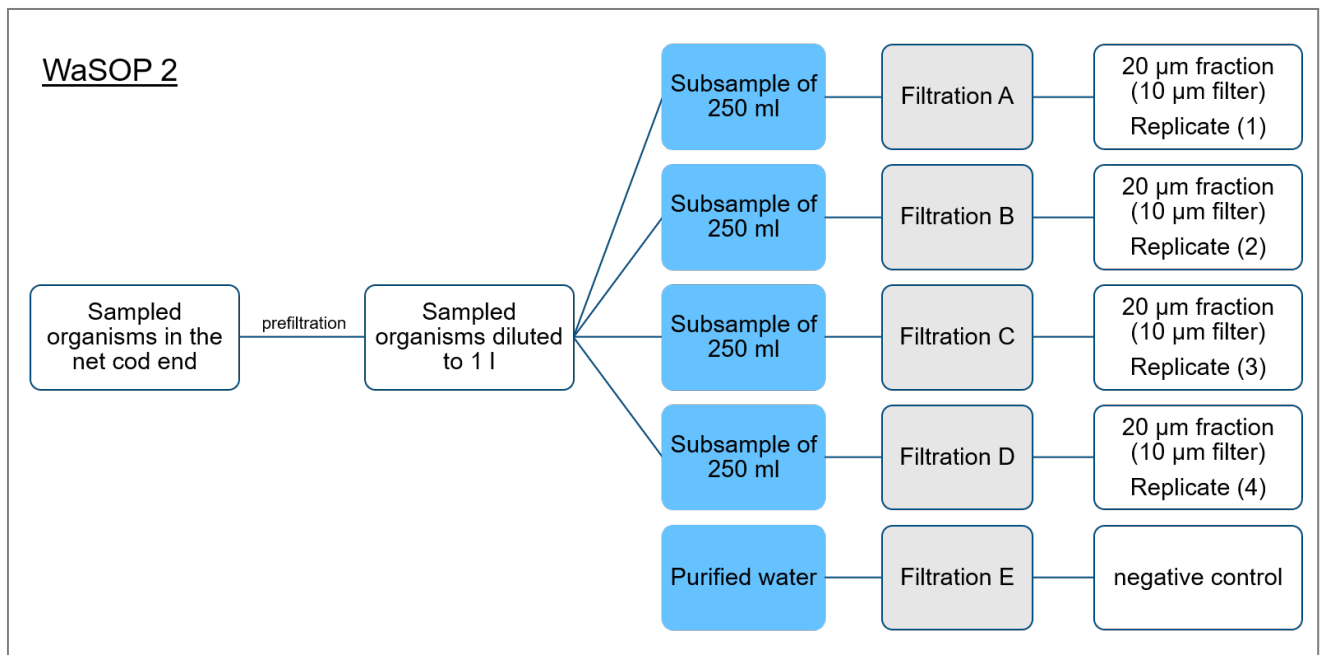 WaSOP 2
Sampled
organisms in the
net cod end
prefiltration
Sampled
organisms diluted
to 1 l
Subsample of
250 ml
Filtration A
20 µm fraction
(10 µm filter)
Replicate (1)
Subsample of
250 ml
Filtration B
20 µm fraction
(10 µm filter)
Replicate (2)
Subsample of
250 ml
Filtration C
20 µm fraction
(10 µm filter)
Replicate (3)
Subsample of
250 ml
Filtration D
20 µm fraction
(10 µm filter)
Replicate (4)
Purified water
Filtration E
negative control